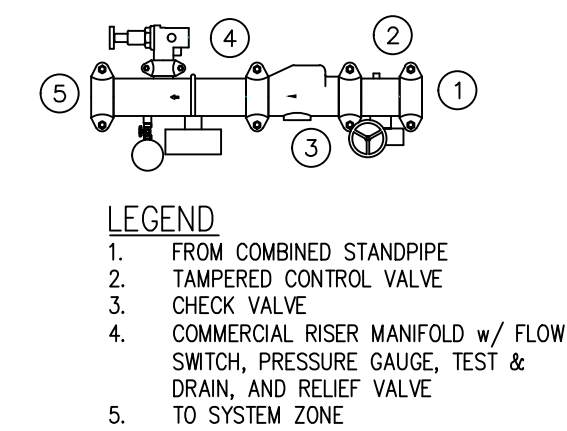 4
2
5
1
3
LEGEND
1. FROM COMBINED STANDPIPE
2. TAMPERED CONTROL VALVE
3. CHECK VALVE
4. COMMERCIAL RISER MANIFOLD w/ FLOW
SWITCH, PRESSURE GAUGE, TEST &
DRAIN, AND RELIEF VALVE
5. TO SYSTEM ZONE